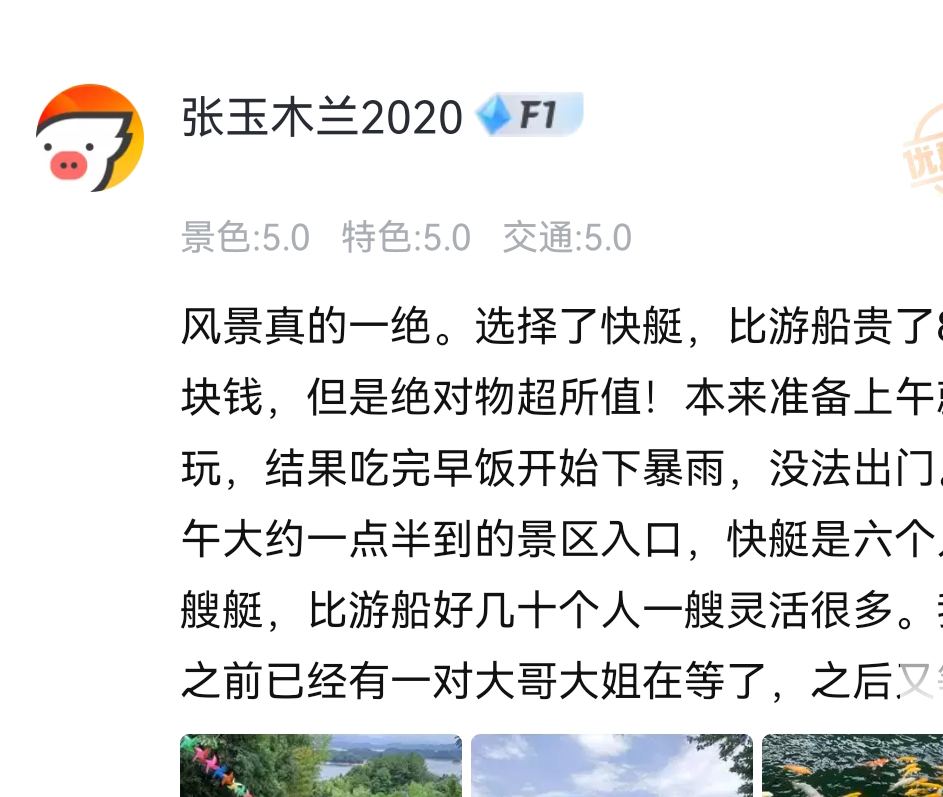 张玉木兰2020 F1
优
景色:5.0 特色:5.0 交通:5.0
风景真的一绝。选择了快艇，比游船贵了
块钱，但是绝对物超所值！本来准备上午
玩，结果吃完早饭开始下暴雨，没法出门
午大约一点半到的景区入口，快艇是六个
艘艇，比游船好几十个人一艘灵活很多。
之前已经有一对大哥大姐在等了，之后又